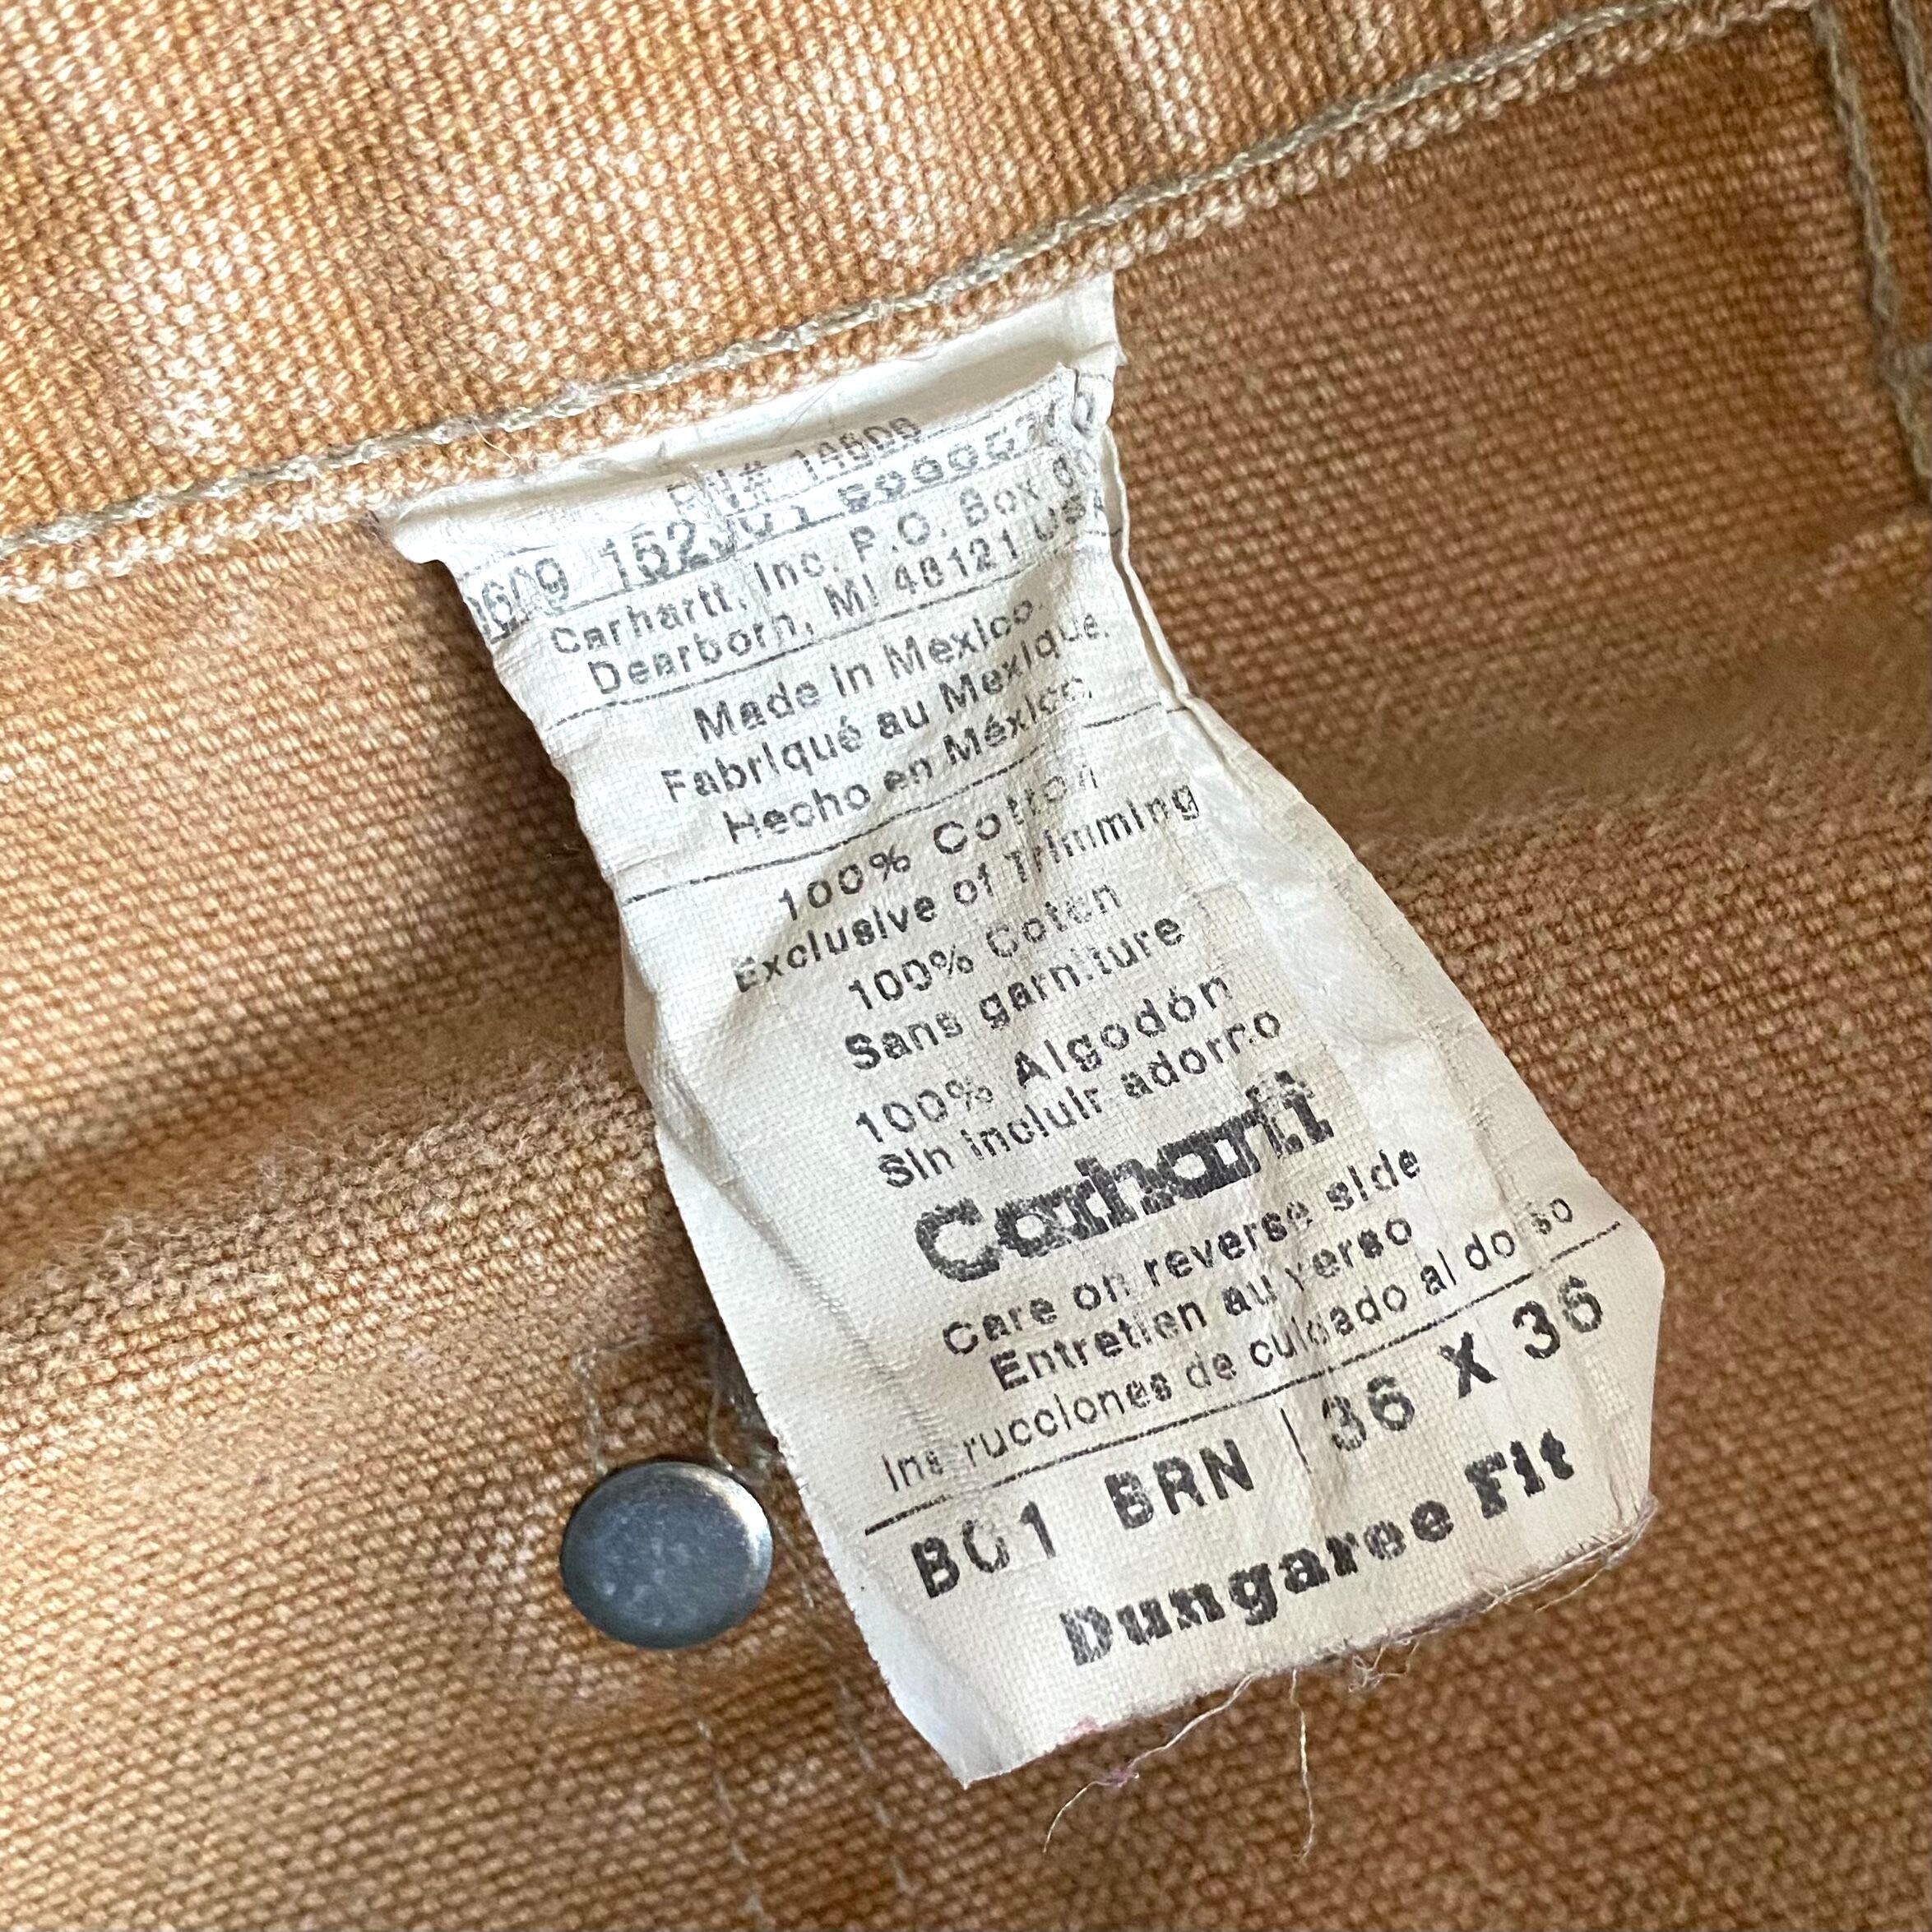 RN# 14806
Carhartt, Inc. P.O. Box
Dearborn, MI 48121 USA
Made in Mexico.
Fabriqué au Mexique.
Hecho en México.
100% Cotton
Exclusive of Trimming
100% Coton
Sans garniture
100% Algodón
Sin incluir adorno
Carhartt
Care on reverse side
Entretien au verso
Instrucciones de cuidado al dorso
B01 BRN | 36 X 36
Dungaree Fit